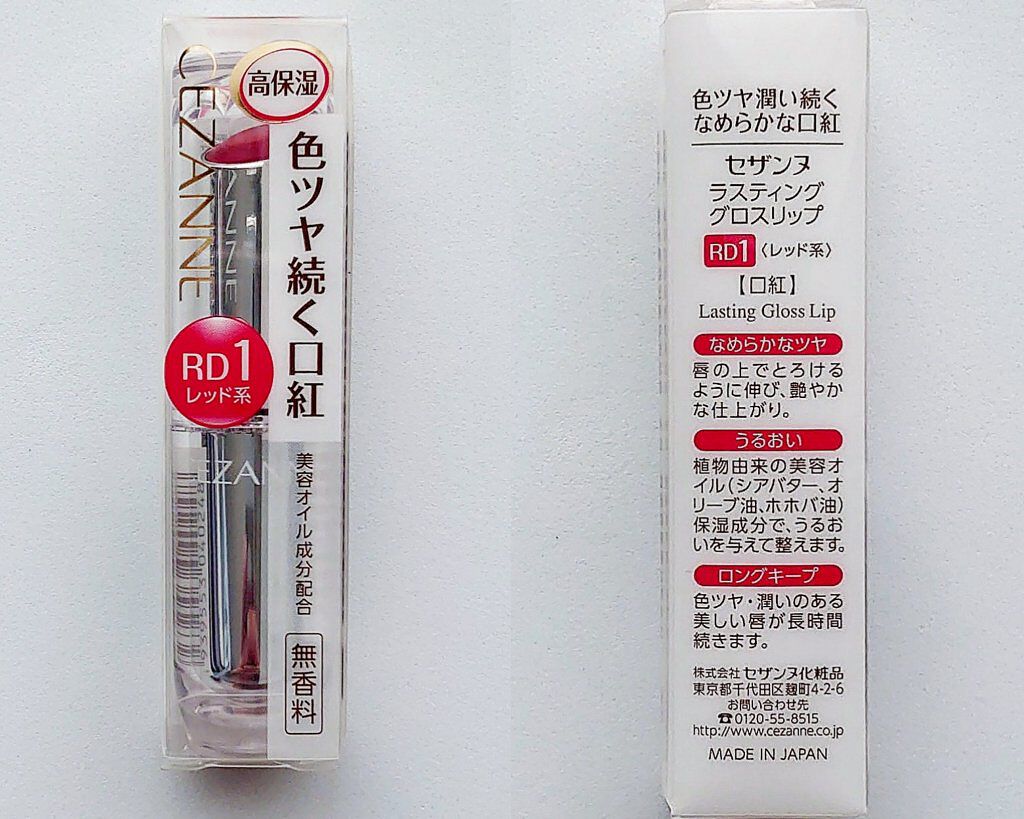 CEZANNE
高保湿
色ツヤ続く口紅
ANNE
RD1
レッド系
EZAN
美容オイル成分配合
無香料
色ツヤ潤い続く
なめらかな口紅
セザンヌ
ラスティング
グロスリップ
RD1〈レッド系〉
【口紅】
Lasting Gloss Lip
なめらかなツヤ
唇の上でとろける
ように伸び、艶やか
な仕上がり。
うるおい
植物由来の美容オ
イル(シアバター、オ
リーブ油、ホホバ油)
保湿成分で、うるお
いを与えて整えます。
ロングキープ
色ツヤ・潤いのある
美しい唇が長時間
続きます。
株式会社 セザンヌ化粧品
東京都千代田区麹町4-2-6
お問い合わせ先
☎0120-55-8515
http://www.cezanne.co.jp
MADE IN JAPAN